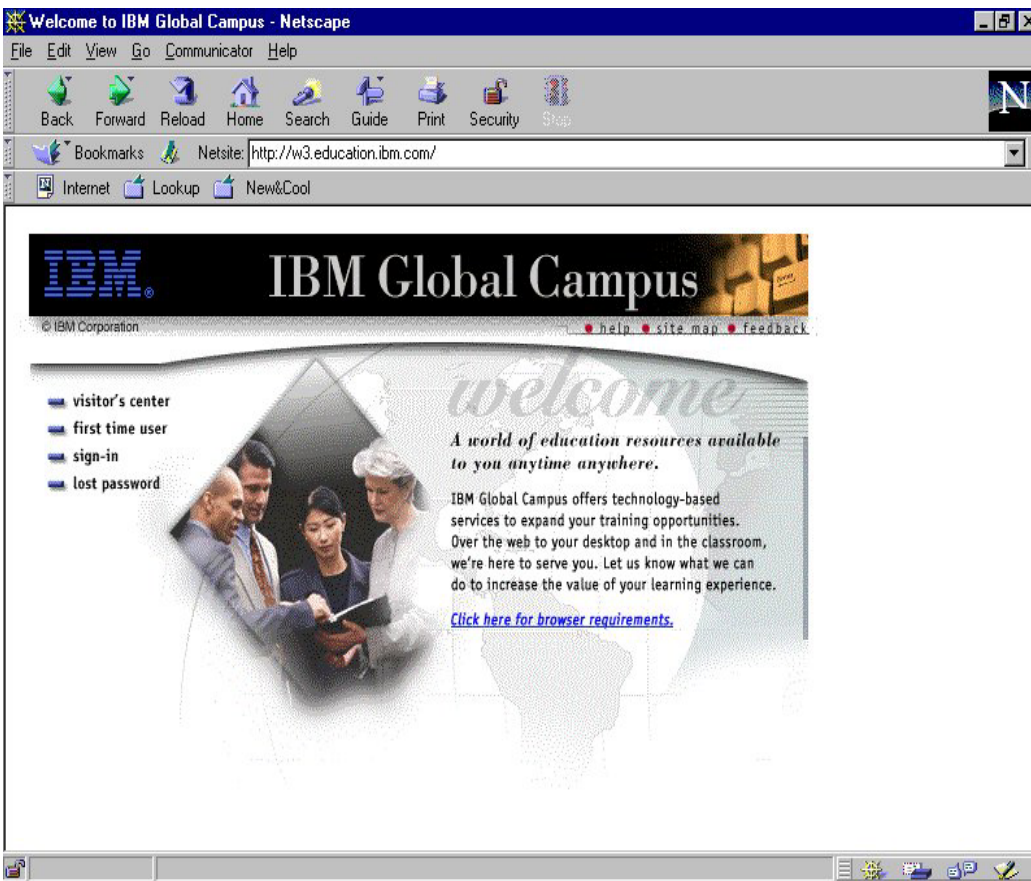 Welcome to IBM Global Campus - Netscape
File Edit View Go Communicator Help
Back Forward Reload Home Search Guide Print Security Stop
N
Bookmarks Netsite: http://w3.education.ibm.com/
Internet Lookup New&Cool
IBM® IBM Global Campus
© IBM Corporation help site map feedback
welcome
visitor's center
first time user
sign-in
lost password
A world of education resources available
to you anytime anywhere.
IBM Global Campus offers technology-based
services to expand your training opportunities.
Over the web to your desktop and in the classroom,
we're here to serve you. Let us know what we can
do to increase the value of your learning experience.
Click here for browser requirements.